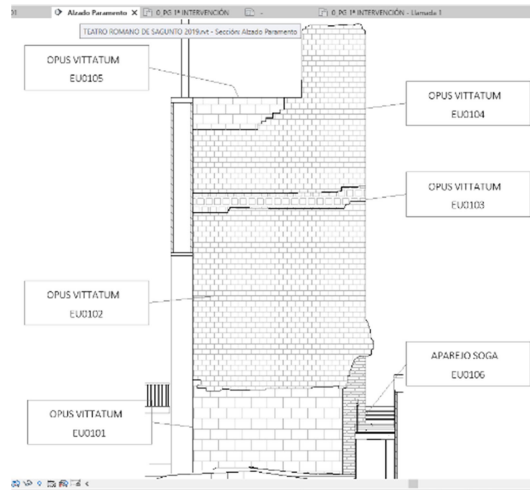 Alzado Paramento X
0. PG 1ª INTERVENCIÓN
0. PG 1ª INTERVENCIÓN - Llamada 1
TEATRO ROMANO DE SAGUNTO 2019.rvt - Sección: Alzado Paramento
OPUS VITTATUM
EU0105
OPUS VITTATUM
EU0104
OPUS VITTATUM
EU0103
OPUS VITTATUM
EU0102
APAREJO SOGA
EU0106
OPUS VITTATUM
EU0101